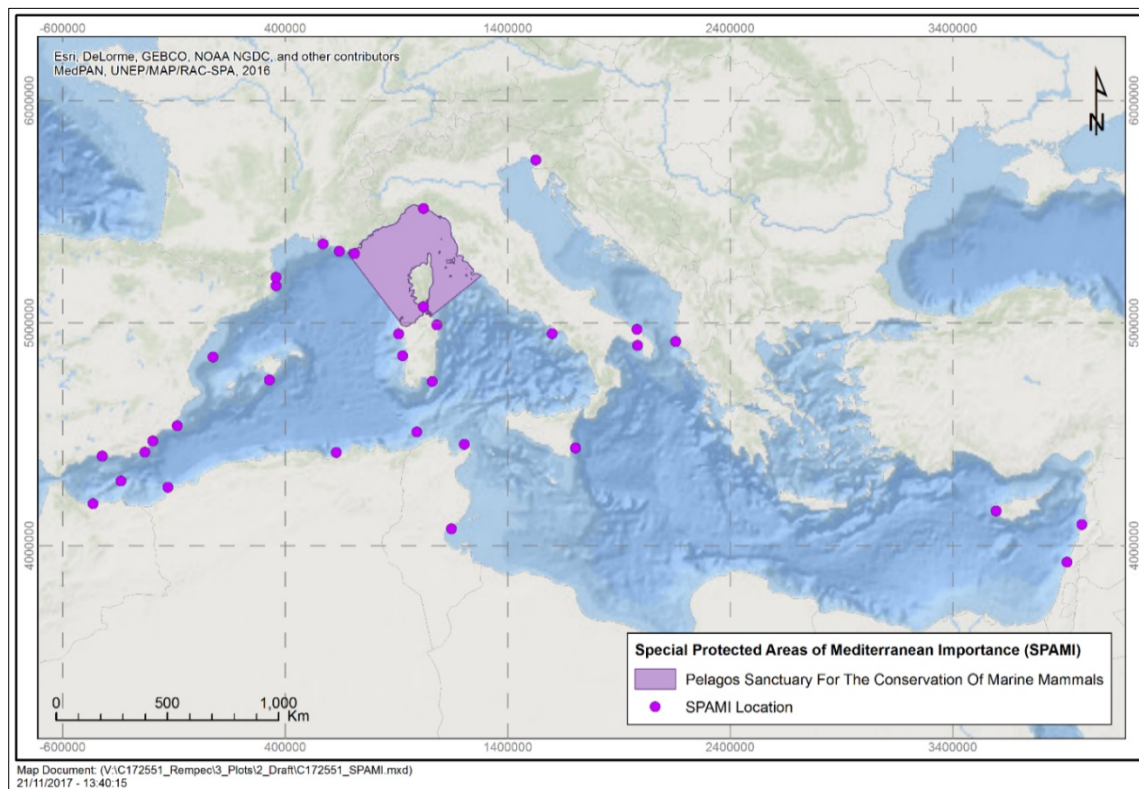 Esri, DeLorme, GEBCO, NOAA NGDC, and other contributors
MedPAN, UNEP/MAP/RAC-SPA, 2016
-600000 400000 1400000 2400000 3400000
6000000 6000000
N
5000000 5000000
4000000 4000000
Special Protected Areas of Mediterranean Importance (SPAMI)
Pelagos Sanctuary For The Conservation Of Marine Mammals
SPAMI Location
0 500 1,000
Km
-600000 400000 1400000 2400000 3400000
Map Document: (V:\C172551_Rempec\3_Plots\2_Draft\C172551_SPAMI.mxd)
21/11/2017 - 13:40:15